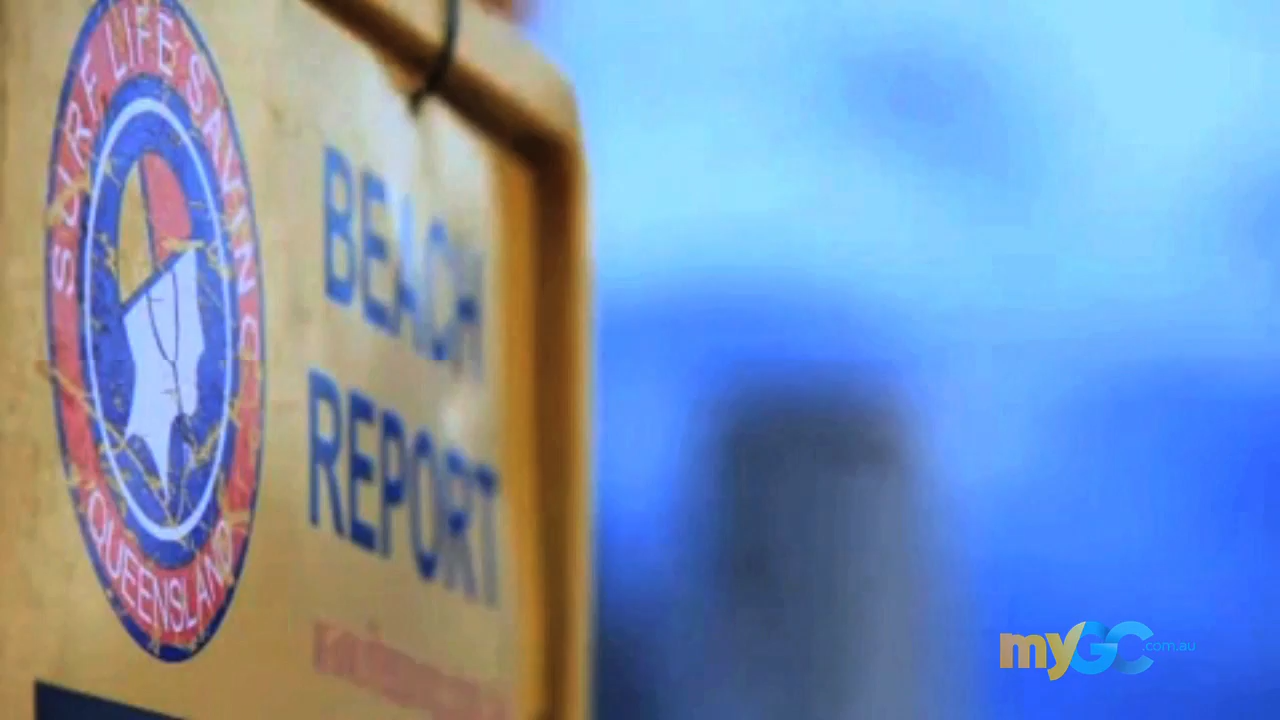 SURF LIFE SAVING
QUEENSLAND
BEACH
REPORT
myGC.com.au